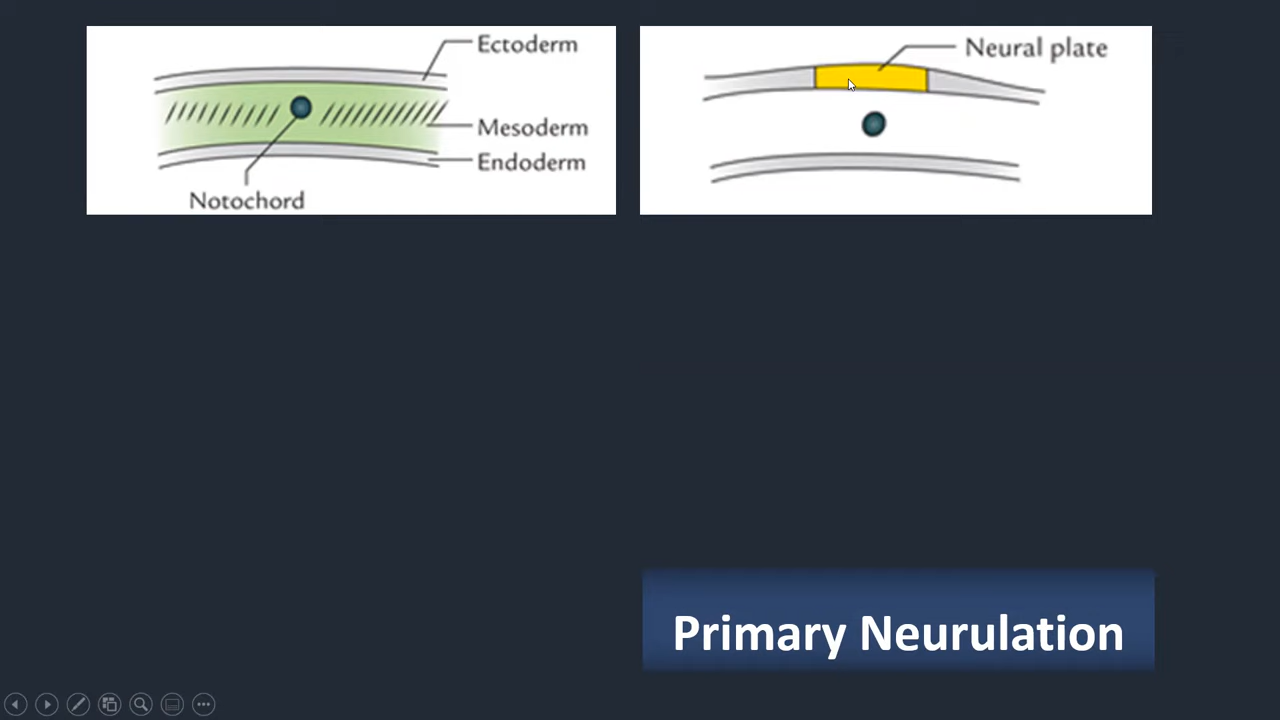 Ectoderm
Mesoderm
Endoderm
Notochord
Neural plate
Primary Neurulation